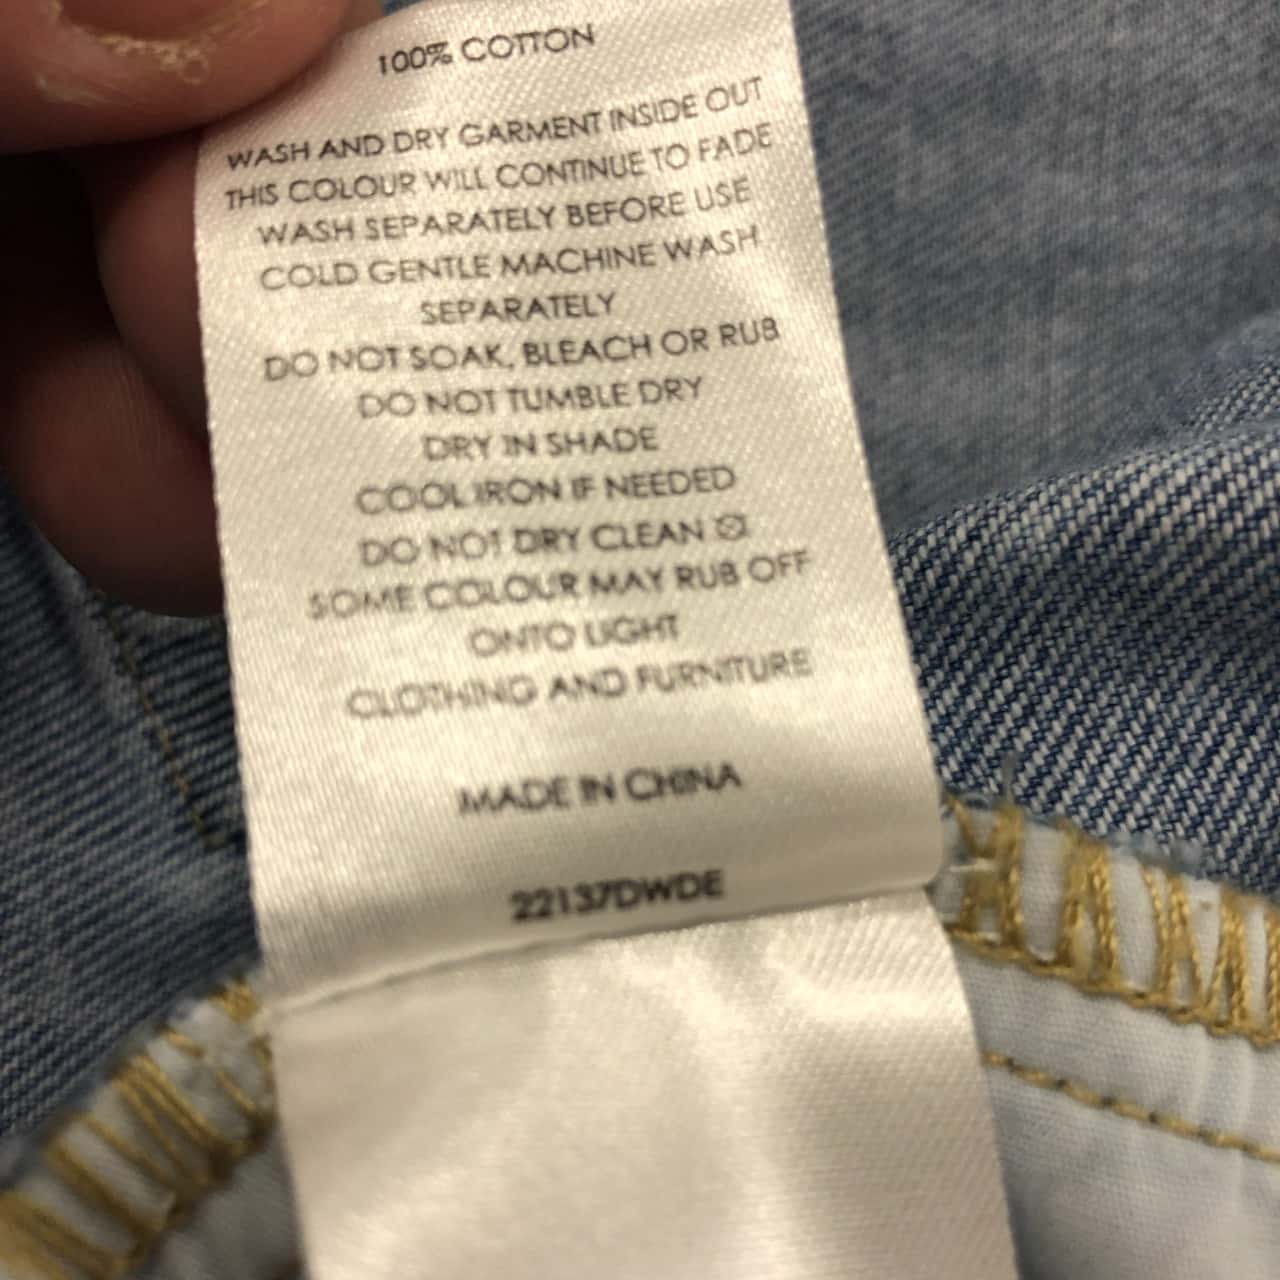 100% COTTON
WASH AND DRY GARMENT INSIDE OUT
THIS COLOUR WILL CONTINUE TO FADE
WASH SEPARATELY BEFORE USE
COLD GENTLE MACHINE WASH
SEPARATELY
DO NOT SOAK, BLEACH OR RUB
DO NOT TUMBLE DRY
DRY IN SHADE
COOL IRON IF NEEDED
DO NOT DRY CLEAN
SOME COLOUR MAY RUB OFF
ONTO LIGHT
CLOTHING AND FURNITURE
MADE IN CHINA
22137DWDE